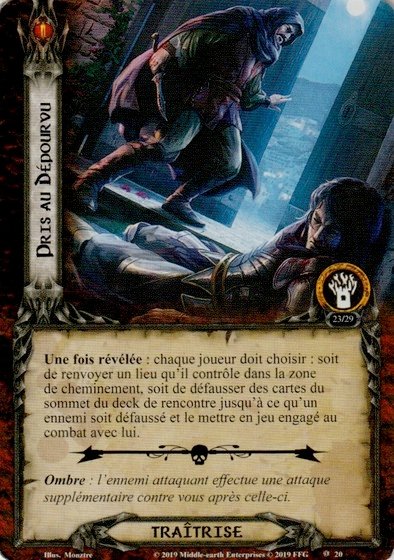 PRIS AU DÉPOURVU
23/29
Une fois révélée : chaque joueur doit choisir : soit
de renvoyer un lieu qu'il contrôle dans la zone
de cheminement, soit de défausser des cartes du
sommet du deck de rencontre jusqu'à ce qu'un
ennemi soit défaussé et le mettre en jeu engagé au
combat avec lui.
Ombre : l'ennemi attaquant effectue une attaque
supplémentaire contre vous après celle-ci.
TRAÎTRISE
Illus. Monztre © 2019 Middle-earth Enterprises © 2019 FFG 20